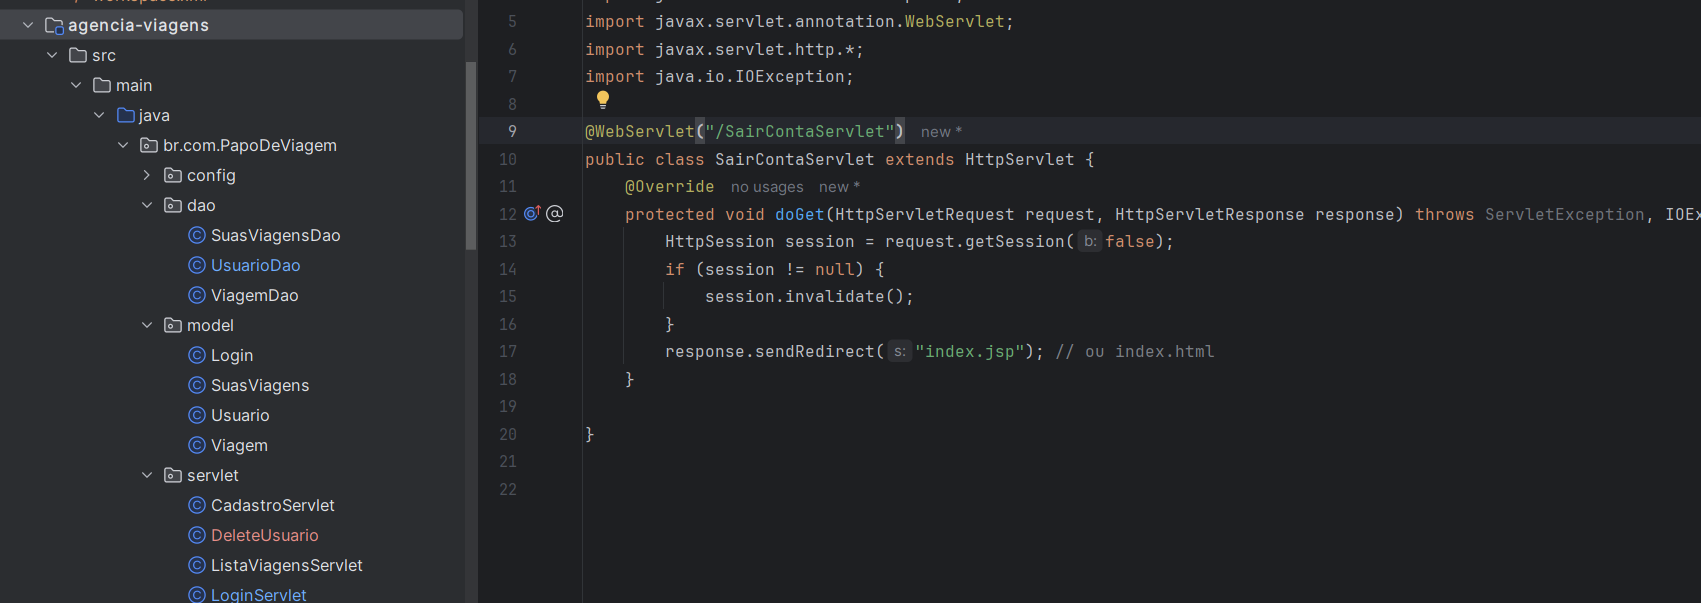 agencia-viagens
src
main
java
br.com.PapoDeViagem
config
dao
SuasViagensDao
UsuarioDao
ViagemDao
model
Login
SuasViagens
Usuario
Viagem
servlet
CadastroServlet
DeleteUsuario
ListaViagensServlet
LoginServlet
5 import javax.servlet.annotation.WebServlet;
6 import javax.servlet.http.*;
7 import java.io.IOException;
8
9 @WebServlet("/SairContaServlet") new *
10 public class SairContaServlet extends HttpServlet {
11 @Override no usages new *
12 @ protected void doGet(HttpServletRequest request, HttpServletResponse response) throws ServletException, IOEx
13 HttpSession session = request.getSession( b: false);
14 if (session != null) {
15 session.invalidate();
16 }
17 response.sendRedirect( s: "index.jsp"); // ou index.html
18 }
19
20 }
21
22